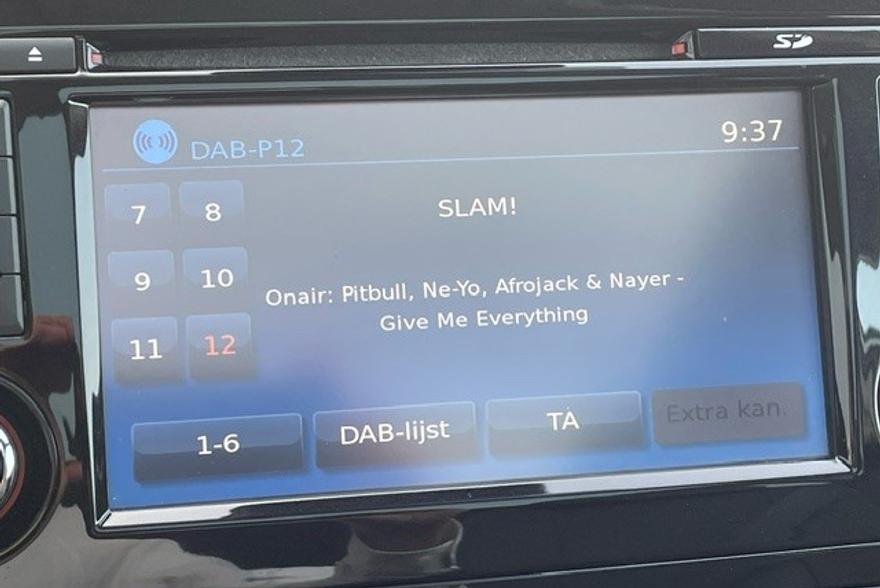 SD
DAB-P12
9:37
7
8
SLAM!
9
10
Onair: Pitbull, Ne-Yo, Afrojack & Nayer -
Give Me Everything
11
12
1-6
DAB-lijst
TA
Extra kan.